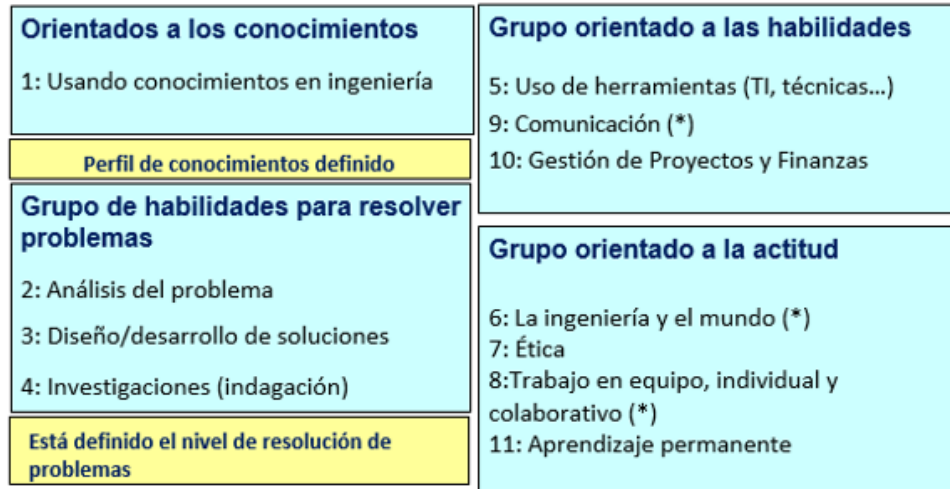 Orientados a los conocimientos
1: Usando conocimientos en ingeniería
Perfil de conocimientos definido
Grupo de habilidades para resolver
problemas
2: Análisis del problema
3: Diseño/desarrollo de soluciones
4: Investigaciones (indagación)
Está definido el nivel de resolución de
problemas
Grupo orientado a las habilidades
5: Uso de herramientas (TI, técnicas...)
9: Comunicación (*)
10: Gestión de Proyectos y Finanzas
Grupo orientado a la actitud
6: La ingeniería y el mundo (*)
7: Ética
8:Trabajo en equipo, individual y
colaborativo (*)
11: Aprendizaje permanente